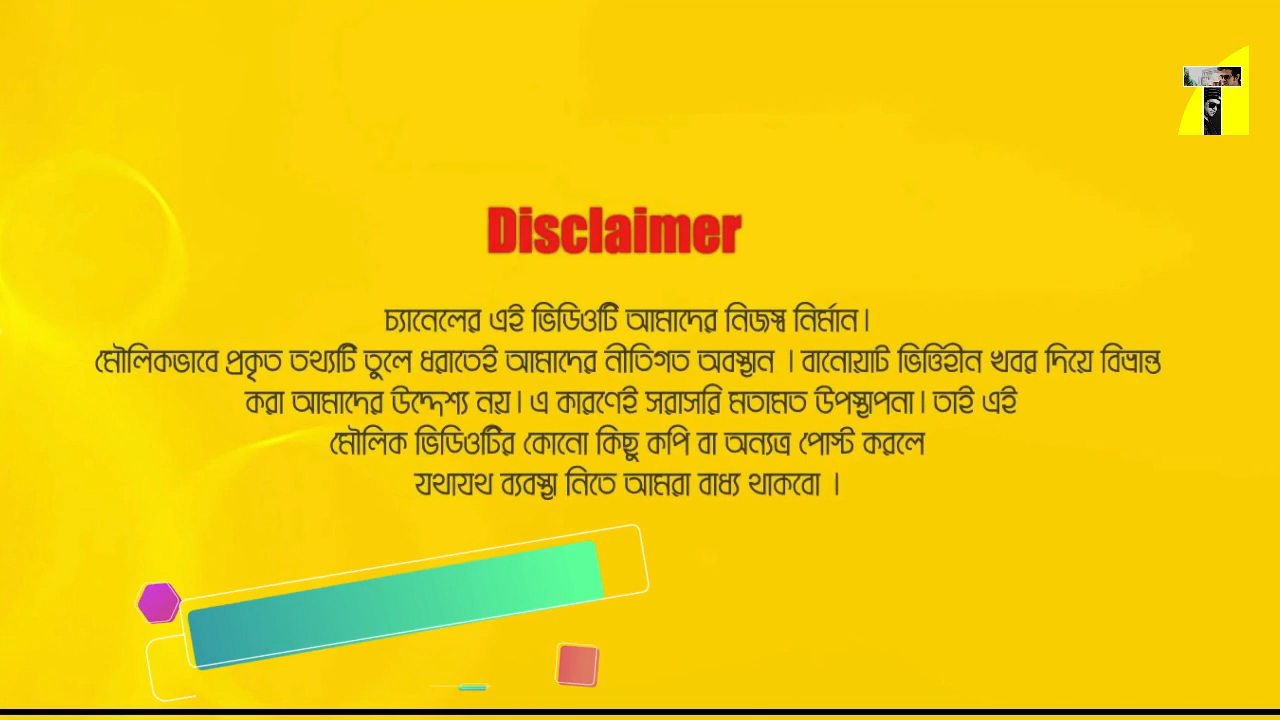 Disclaimer
চ্যানেলের এই ভিডিওটি আমাদের নিজস্ব নির্মান।
মৌলিকভাবে প্রকৃত তথ্যটি তুলে ধরাতেই আমাদের নীতিগত অবস্থান । বানোয়াট ভিত্তিহীন খবর দিয়ে বিভ্রান্ত
করা আমাদের উদ্দেশ্য নয়। এ কারণেই সরাসরি মতামত উপস্থাপনা। তাই এই
মৌলিক ভিডিওটির কোনো কিছু কপি বা অন্যত্র পোস্ট করলে
যথাযথ ব্যবস্থা নিতে আমরা বাধ্য থাকবো ।